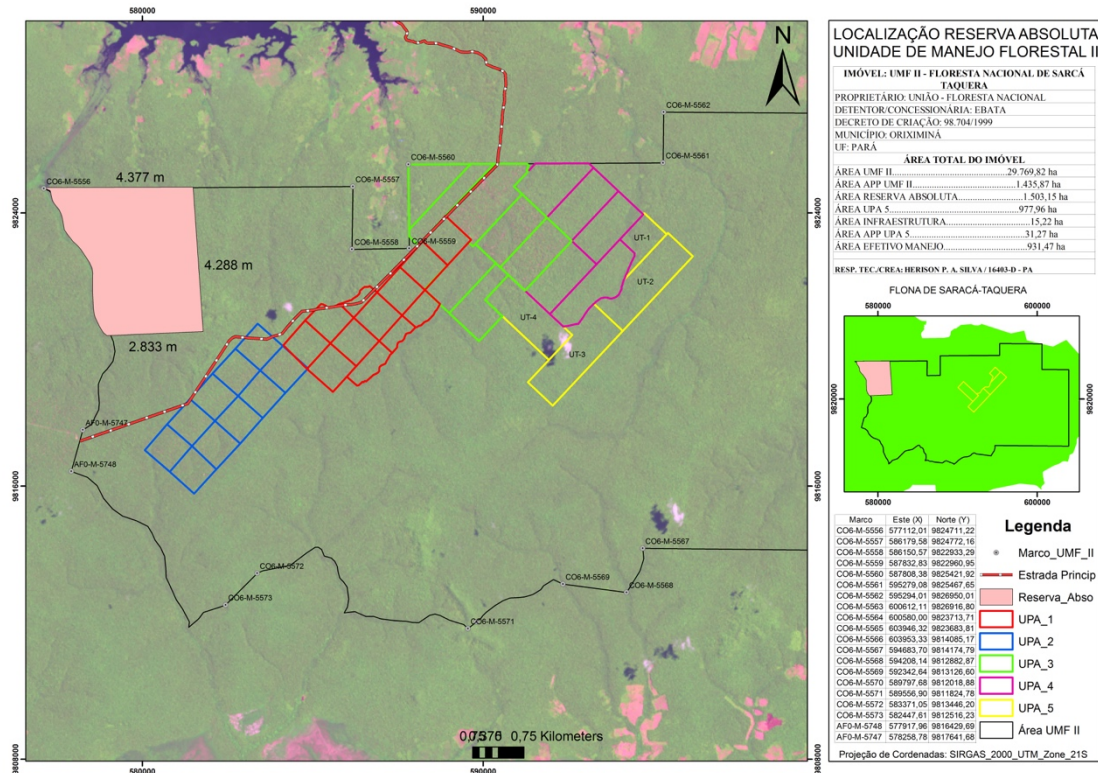 580000
590000
N
CO6-M-5562
CO6-M-5560
CO6-M-5561
CO6-M-5556
4.377 m
CO6-M-5557
9824000
9824000
CO6-M-5558
CO6-M-5559
UT-1
4.288 m
UT-2
UT-4
2.833 m
UT-3
AF0-M-5747
AF0-M-5748
9816000
9816000
CO6-M-5567
CO6-M-5572
CO6-M-5569
CO6-M-5568
CO6-M-5573
CO6-M-5571
0,75 Kilometers
9808000
9808000
580000
590000
LOCALIZAÇÃO RESERVA ABSOLUTA
UNIDADE DE MANEJO FLORESTAL II
IMÓVEL: UMF II - FLORESTA NACIONAL DE SARCÁ
TAQUERA
PROPRIETÁRIO: UNIÃO - FLORESTA NACIONAL
DETENTOR/CONCESSIONÁRIA: EBATA
DECRETO DE CRIAÇÃO: 98.704/1999
MUNICÍPIO: ORIXIMINÁ
UF: PARÁ
ÁREA TOTAL DO IMÓVEL
ÁREA UMF II...29.769,82 ha
ÁREA APP UMF II...1.435,87 ha
ÁREA RESERVA ABSOLUTA...1.503,15 ha
ÁREA UPA 5...977,96 ha
ÁREA INFRAESTRUTURA...15,22 ha
ÁREA APP UPA 5...31,27 ha
ÁREA EFETIVO MANEJO...931,47 ha
RESP. TEC./CREA: HERISON P. A. SILVA / 16403-D - PA
FLONA DE SARACÁ-TAQUERA
580000
600000
9820000
9820000
580000
600000
Marco Este (X) Norte (Y)
CO6-M-5556 577112,01 9824711,22
CO6-M-5557 586179,58 9824772,16
CO6-M-5558 586150,57 9822933,29
CO6-M-5559 587832,83 9822960,95
CO6-M-5560 587808,38 9825421,92
CO6-M-5561 595279,08 9825467,65
CO6-M-5562 595294,01 9826950,01
CO6-M-5563 600612,11 9826916,80
CO6-M-5564 600580,00 9823713,71
CO6-M-5565 603946,32 9823683,81
CO6-M-5566 603953,33 9814085,17
CO6-M-5567 594683,70 9814174,79
CO6-M-5568 594208,14 9812882,87
CO6-M-5569 592342,64 9813126,60
CO6-M-5570 589797,68 9812018,88
CO6-M-5571 589556,90 9811824,78
CO6-M-5572 583371,05 9813446,20
CO6-M-5573 582447,61 9812516,23
AF0-M-5748 577917,96 9816429,69
AF0-M-5747 578258,78 9817641,68
Legenda
Marco_UMF_II
Estrada Princip
Reserva_Abso
UPA_1
UPA_2
UPA_3
UPA_4
UPA_5
Área UMF II
Projeção de Cordenadas: SIRGAS_2000_UTM_Zone_21S